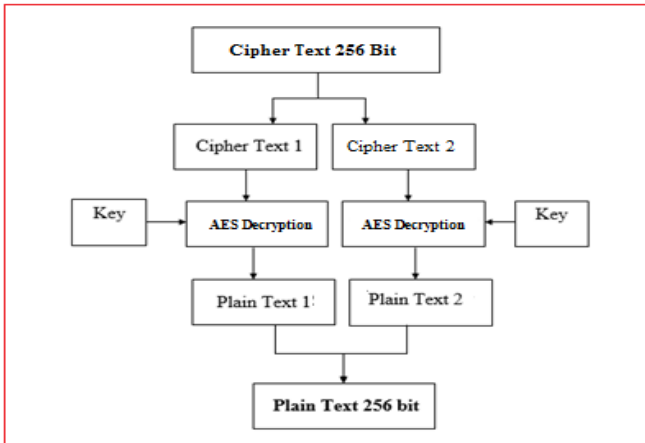 Cipher Text 256 Bit
Cipher Text 1
Cipher Text 2
Key
AES Decryption
AES Decryption
Key
Plain Text 1
Plain Text 2
Plain Text 256 bit